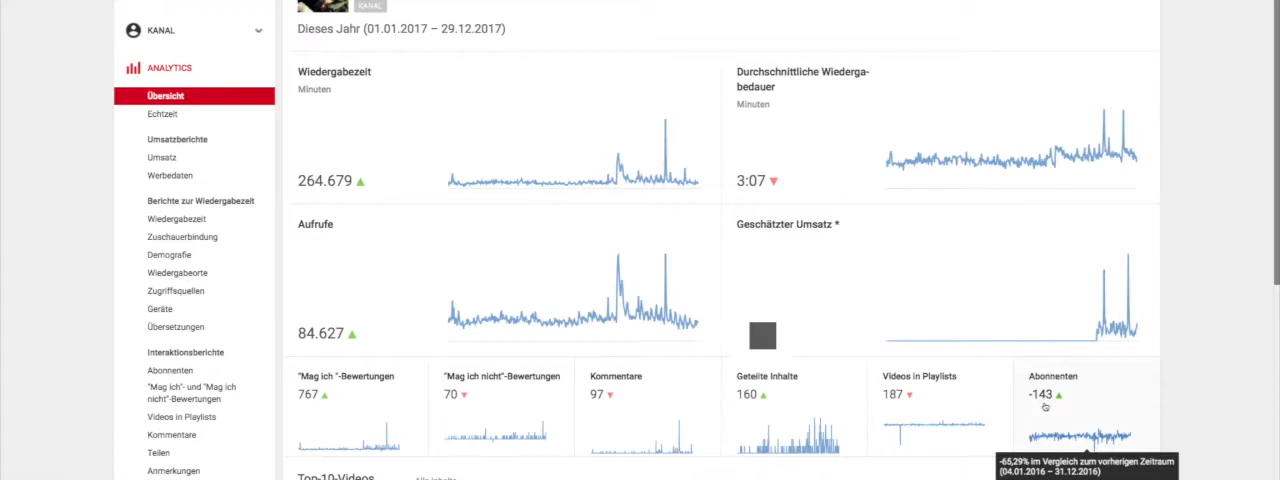 KANAL
KANAL
Dieses Jahr (01.01.2017 – 29.12.2017)
ANALYTICS
Übersicht
Echtzeit
Umsatzberichte
Umsatz
Werbedaten
Berichte zur Wiedergabezeit
Wiedergabezeit
Zuschauerbindung
Demografie
Wiedergabeorte
Zugriffsquellen
Geräte
Übersetzungen
Interaktionsberichte
Abonnenten
"Mag ich"- und "Mag ich
nicht"-Bewertungen
Videos in Playlists
Kommentare
Teilen
Anmerkungen
Wiedergabezeit
Minuten
264.679
Durchschnittliche Wiederga-
bedauer
Minuten
3:07
Aufrufe
84.627
Geschätzter Umsatz *
"Mag ich "-Bewertungen
767
"Mag ich nicht"-Bewertungen
70
Kommentare
97
Geteilte Inhalte
160
Videos in Playlists
187
Abonnenten
-143
-65,29% im Vergleich zum vorherigen Zeitraum
(04.01.2016 – 31.12.2016)
Top-10-Videos
Alle Inhalte